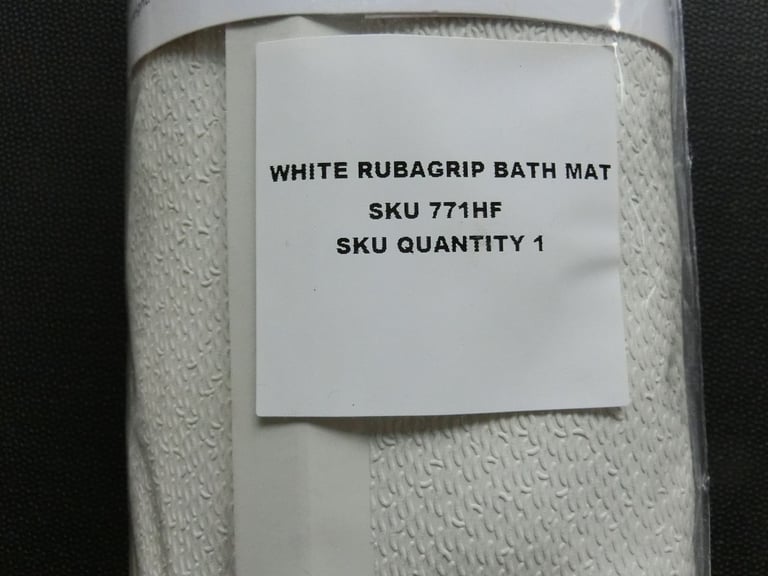 WHITE RUBAGRIP BATH MAT
SKU 771HF
SKU QUANTITY 1